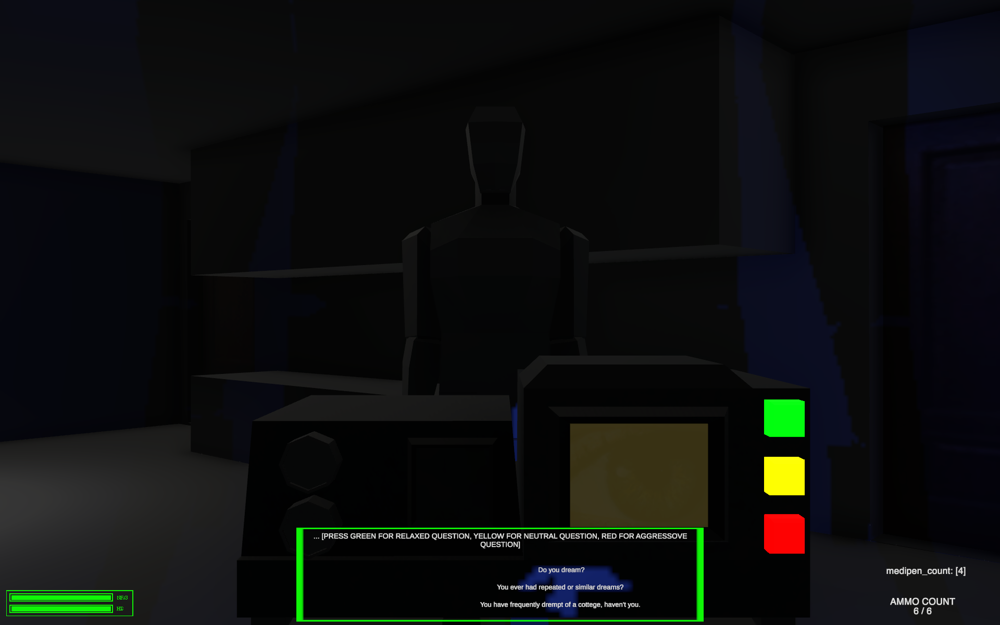 ... [PRESS GREEN FOR RELAXED QUESTION, YELLOW FOR NEUTRAL QUESTION, RED FOR AGGRESSOVE
QUESTION]
Do you dream?
You ever had repeated or similar dreams?
You have frequently drempt of a cottege, haven't you.
NRG
HP
medipen_count: [4]
AMMO COUNT
6 / 6